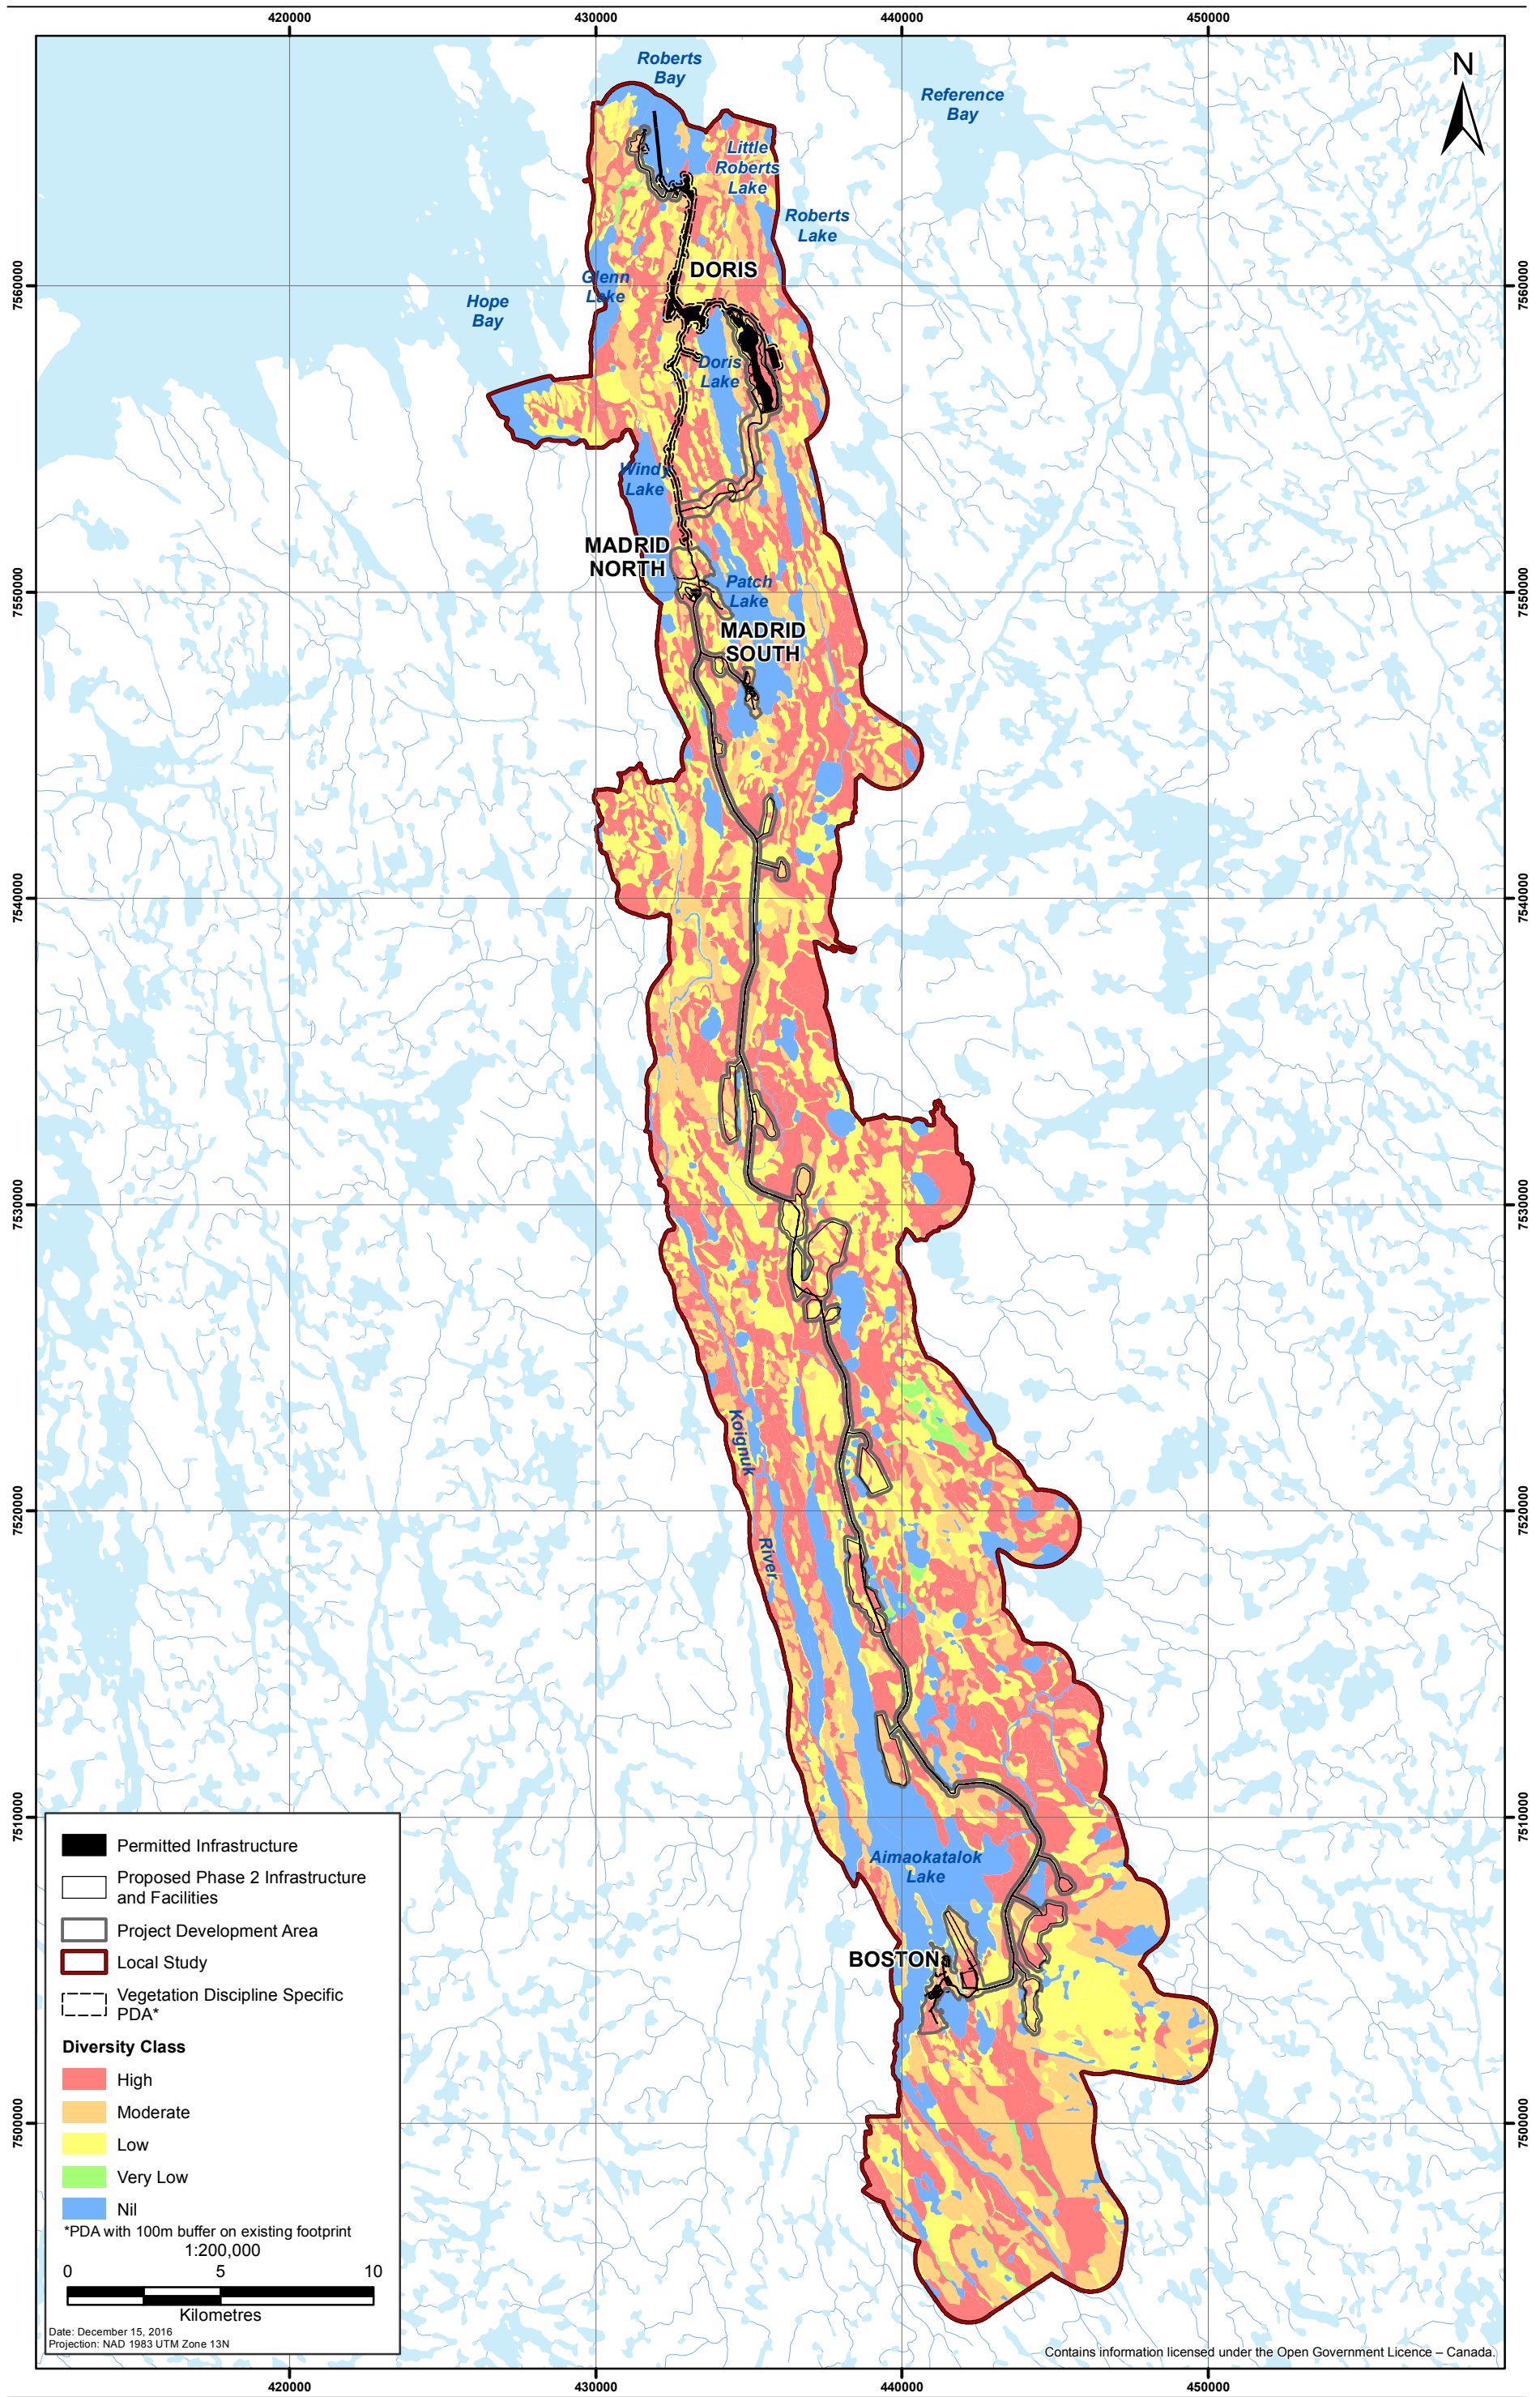 420000
430000
440000
450000
N
Roberts
Bay
Reference
Bay
Little
Roberts
Lake
Roberts
Lake
DORIS
7560000
7560000
Glenn
Lake
Hope
Bay
Doris
Lake
Windy
Lake
MADRID
NORTH
Patch
Lake
7550000
7550000
MADRID
SOUTH
7540000
7540000
7530000
7530000
Koignuk
River
7520000
7520000
7510000
7510000
Aimaokatalok
Lake
BOSTON
7500000
7500000
Permitted Infrastructure
Proposed Phase 2 Infrastructure
and Facilities
Project Development Area
Local Study
Vegetation Discipline Specific
PDA*
Diversity Class
High
Moderate
Low
Very Low
Nil
*PDA with 100m buffer on existing footprint
1:200,000
0 5 10
Kilometres
Date: December 15, 2016
Projection: NAD 1983 UTM Zone 13N
Contains information licensed under the Open Government Licence – Canada.
420000
430000
440000
450000